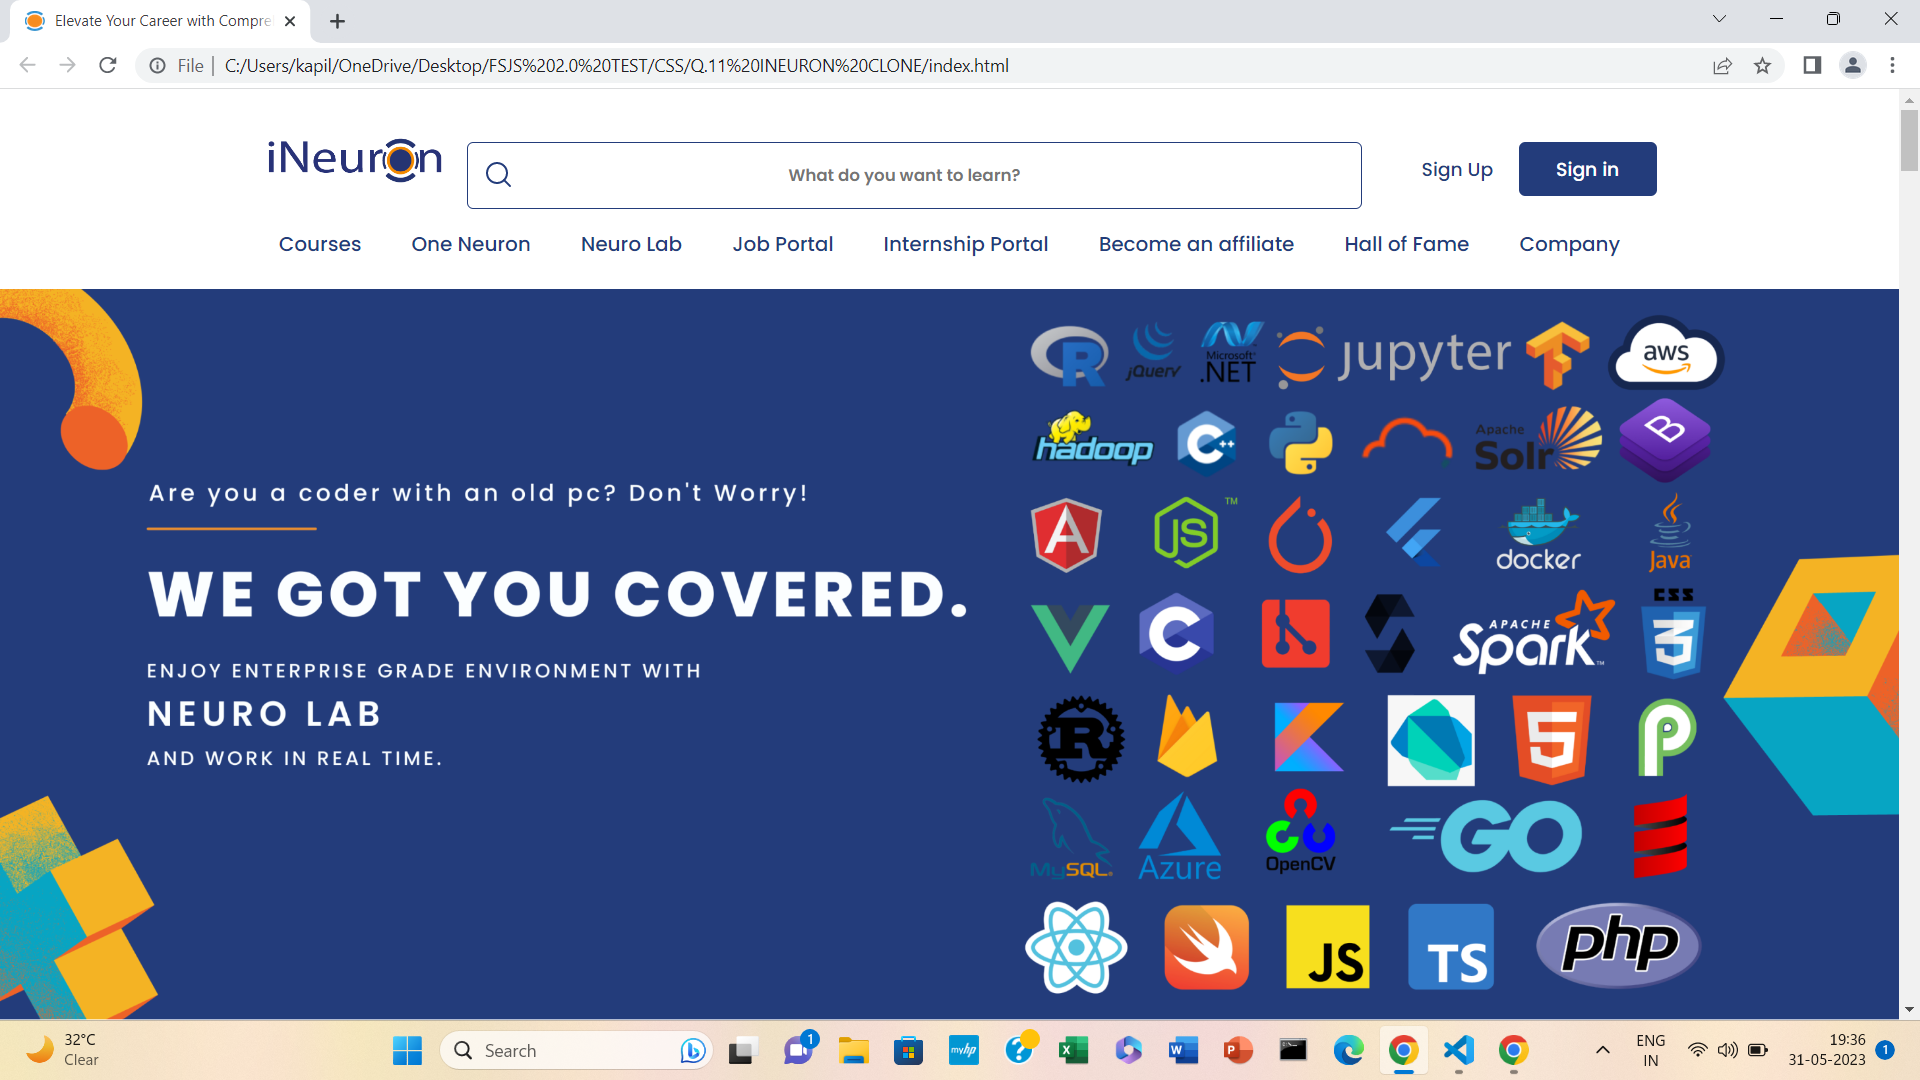 Elevate Your Career with Compre
File | C:/Users/kapil/OneDrive/Desktop/FSJS%202.0%20TEST/CSS/Q.11%20INEURON%20CLONE/index.html
iNeuron
What do you want to learn?
Sign Up
Sign in
Courses One Neuron Neuro Lab Job Portal Internship Portal Become an affiliate Hall of Fame Company
Are you a coder with an old pc? Don't Worry!
WE GOT YOU COVERED.
ENJOY ENTERPRISE GRADE ENVIRONMENT WITH
NEURO LAB
AND WORK IN REAL TIME.
R jQuery Microsoft® .NET jupyter aws
hadoop C++ Apache Solr B
A JS™ docker Java
C APACHE Spark™ CSS 3
R 5 P
MySQL® Azure OpenCV GO
JS TS php
32°C
Clear
Search
1
myhp
?
X
W
P
ENG
IN
19:36
31-05-2023
1